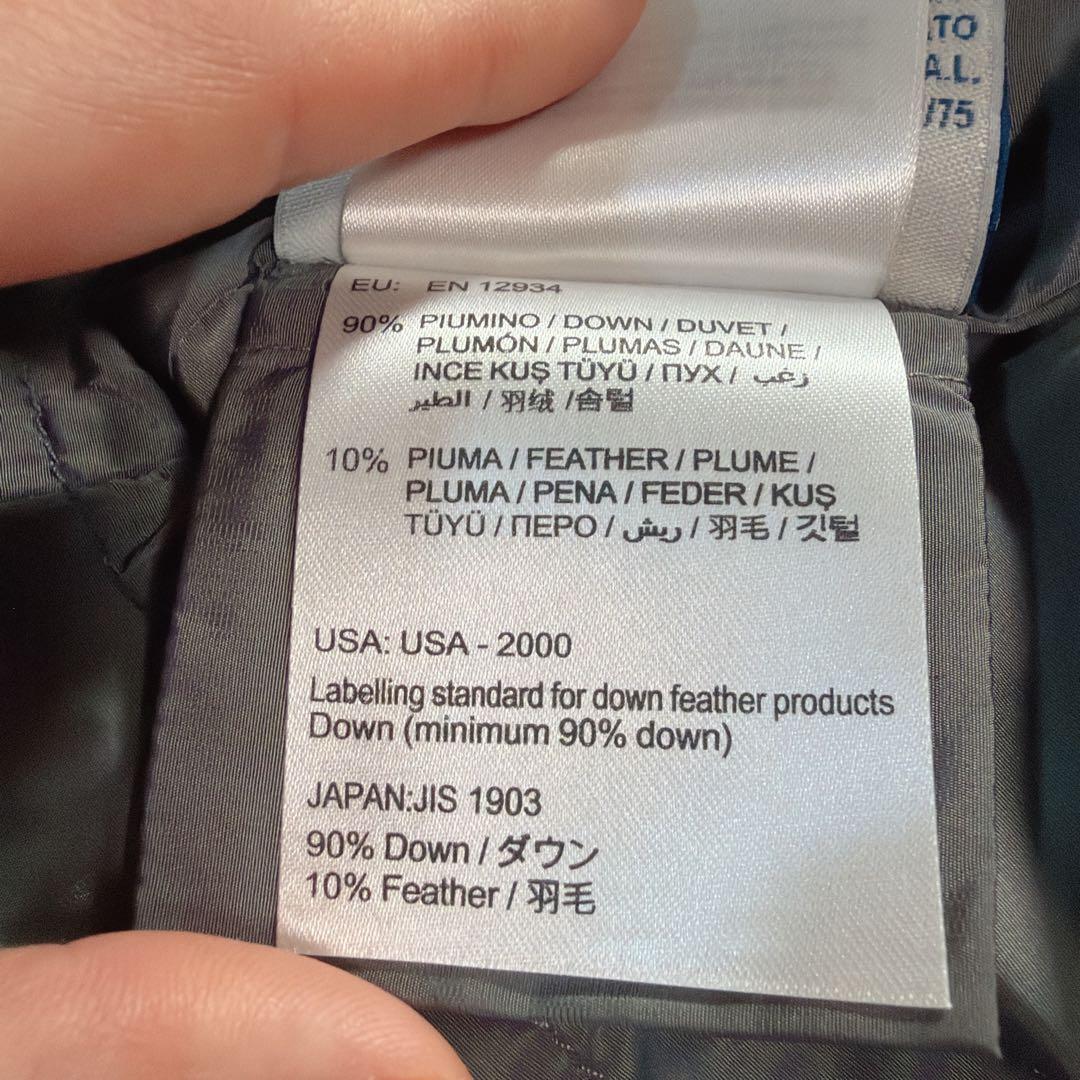 TO
A.L.
/75
EU: EN 12934
90% PIUMINO / DOWN / DUVET /
PLUMÓN / PLUMAS / DAUNE /
INCE KUŞ TÜYÜ / ПУХ / زغب
الطير / 羽绒 /솜털
10% PIUMA / FEATHER / PLUME /
PLUMA / PENA / FEDER / KUŞ
TÜYÜ / ПЕРО / ريش / 羽毛 / 깃털
USA: USA - 2000
Labelling standard for down feather products
Down (minimum 90% down)
JAPAN:JIS 1903
90% Down / ダウン
10% Feather / 羽毛